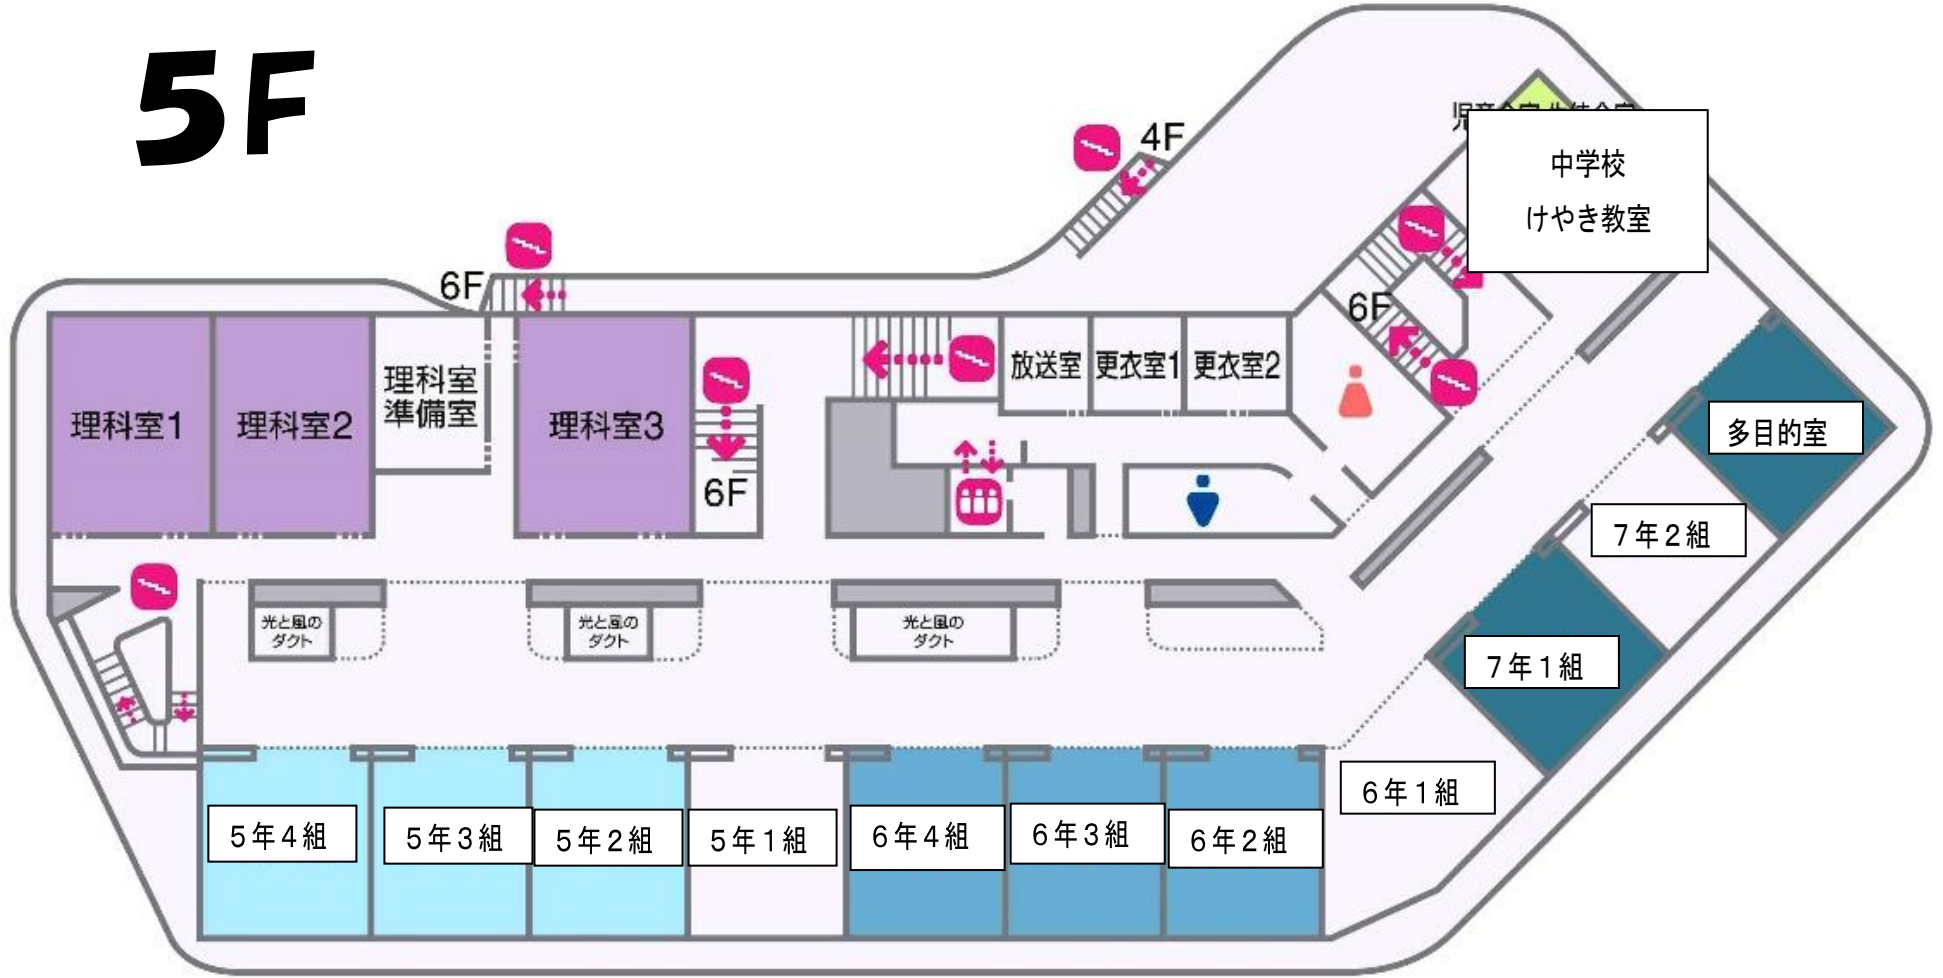 5F
4F
中学校
けやき教室
6F
6F
理科室1
理科室2
理科室
準備室
理科室3
6F
放送室
更衣室1
更衣室2
多目的室
7年2組
7年1組
光と風の
ダクト
光と風の
ダクト
光と風の
ダクト
6年1組
5年4組
5年3組
5年2組
5年1組
6年4組
6年3組
6年2組